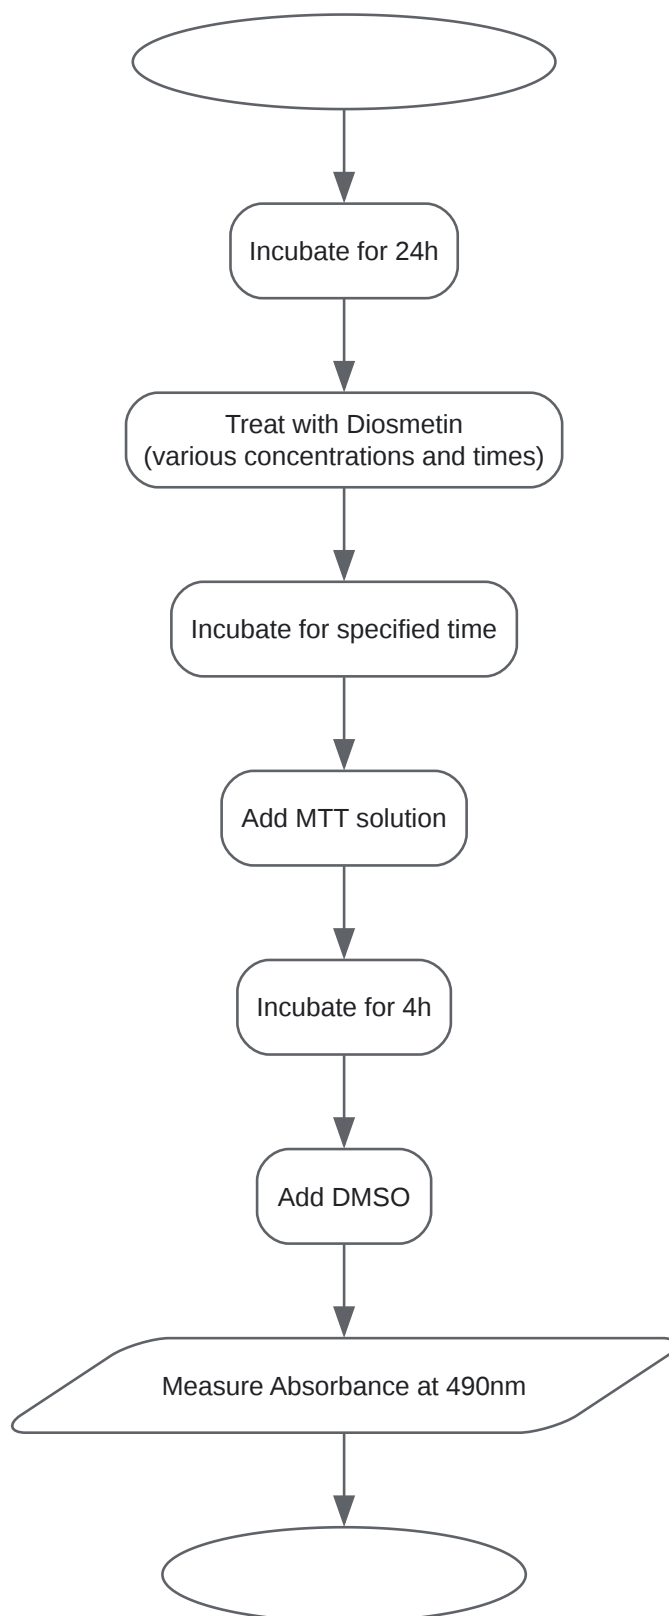 Incubate for 24h
Treat with Diosmetin
(various concentrations and times)
Incubate for specified time
Add MTT solution
Incubate for 4h
Add DMSO
Measure Absorbance at 490nm